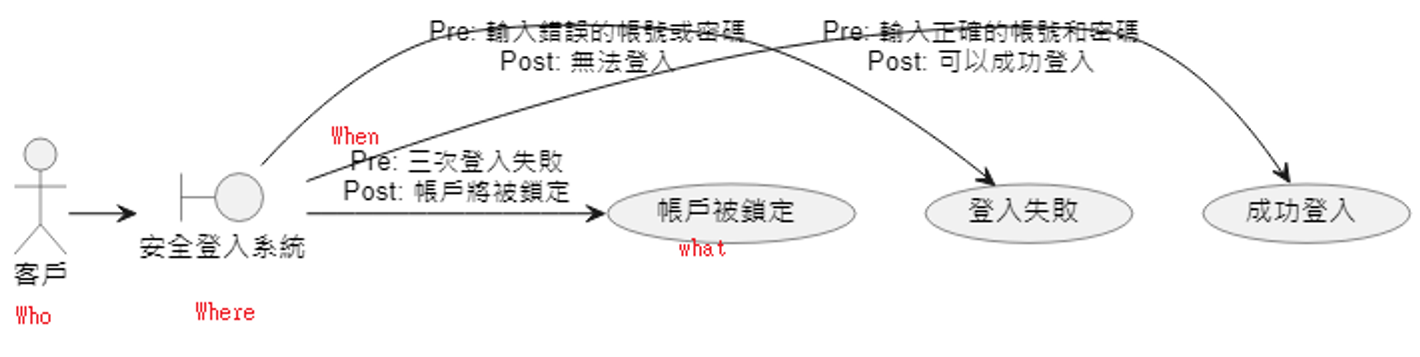 Pre: 輸入錯誤的帳號或密碼
Post: 無法登入
Pre: 輸入正確的帳號和密碼
Post: 可以成功登入
When
Pre: 三次登入失敗
Post: 帳戶將被鎖定
帳戶被鎖定
登入失敗
成功登入
安全登入系統
what
客戶
Where
Who